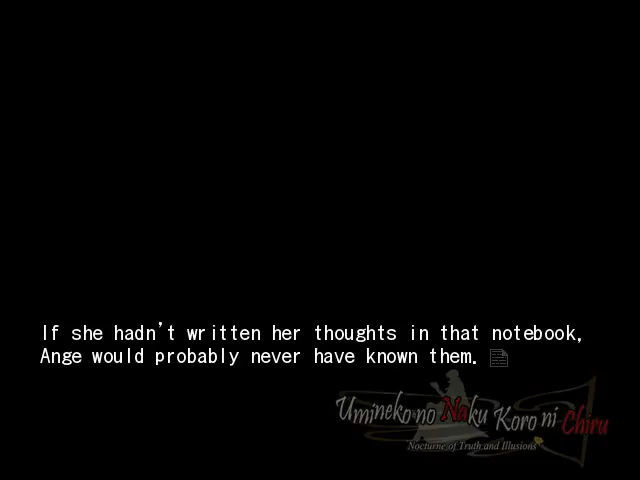 If she hadn't written her thoughts in that notebook,
Ange would probably never have known them.
Umineko no Naku Koro ni Chiru
Nocturne of Truth and Illusions